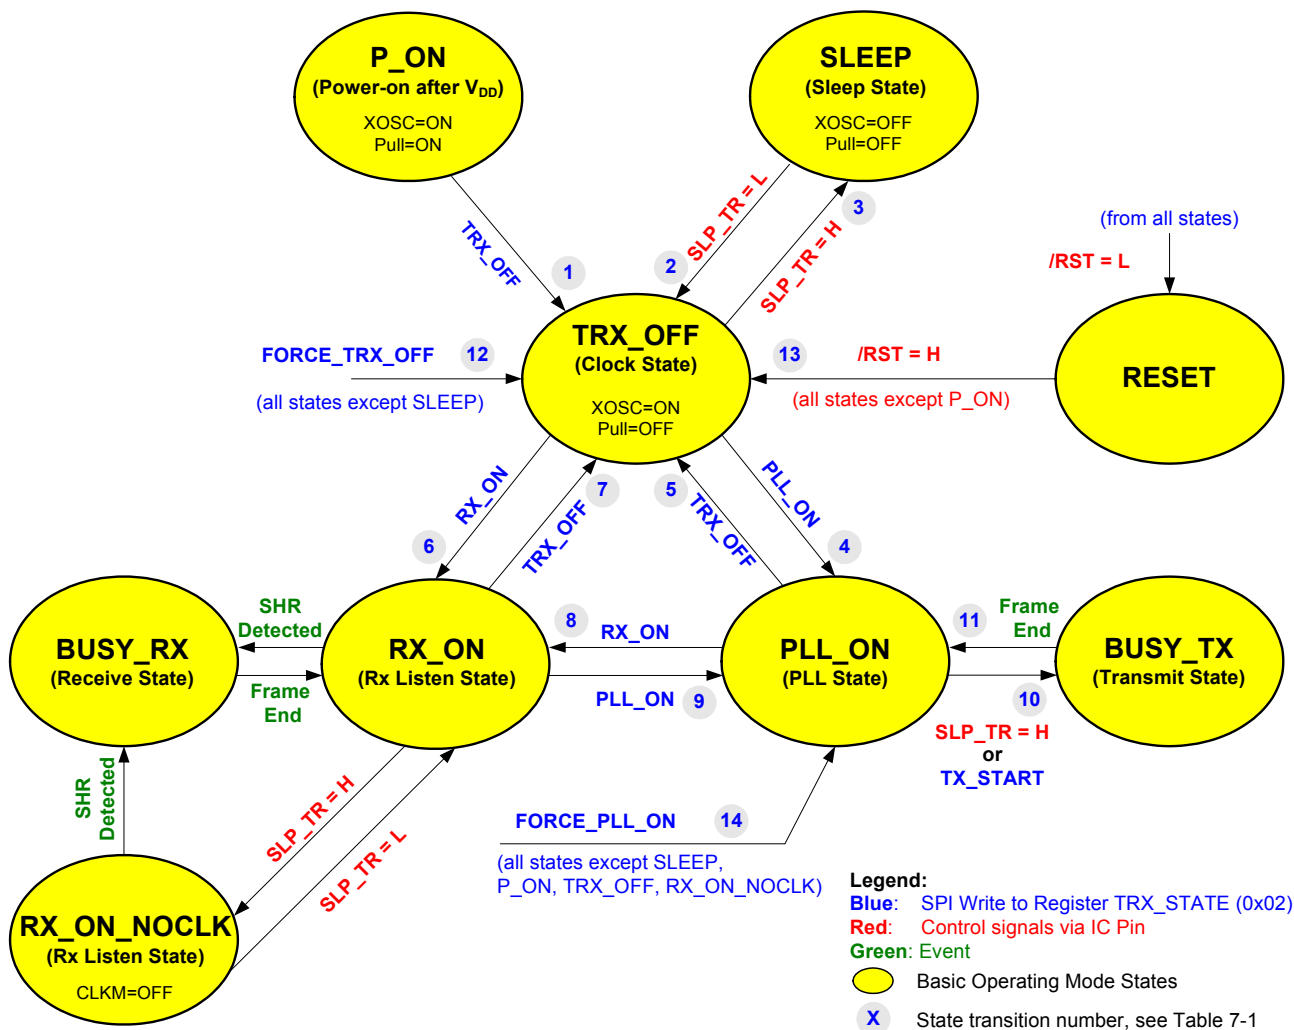 P_ON
(Power-on after VDD)
XOSC=ON
Pull=ON
SLEEP
(Sleep State)
XOSC=OFF
Pull=OFF
TRX_OFF
1
SLP_TR = L
2
SLP_TR = H
3
(from all states)
/RST = L
RESET
FORCE_TRX_OFF 12
(all states except SLEEP)
TRX_OFF
(Clock State)
XOSC=ON
Pull=OFF
13 /RST = H
(all states except P_ON)
RX_ON
6
TRX_OFF
7
TRX_OFF
5
PLL_ON
4
BUSY_RX
(Receive State)
SHR
Detected
Frame
End
RX_ON
(Rx Listen State)
8
RX_ON
PLL_ON 9
PLL_ON
(PLL State)
11 Frame
End
10
SLP_TR = H
or
TX_START
BUSY_TX
(Transmit State)
SHR
Detected
SLP_TR = H
SLP_TR = L
FORCE_PLL_ON 14
(all states except SLEEP,
P_ON, TRX_OFF, RX_ON_NOCLK)
RX_ON_NOCLK
(Rx Listen State)
CLKM=OFF
Legend:
Blue: SPI Write to Register TRX_STATE (0x02)
Red: Control signals via IC Pin
Green: Event
Basic Operating Mode States
X State transition number, see Table 7-1